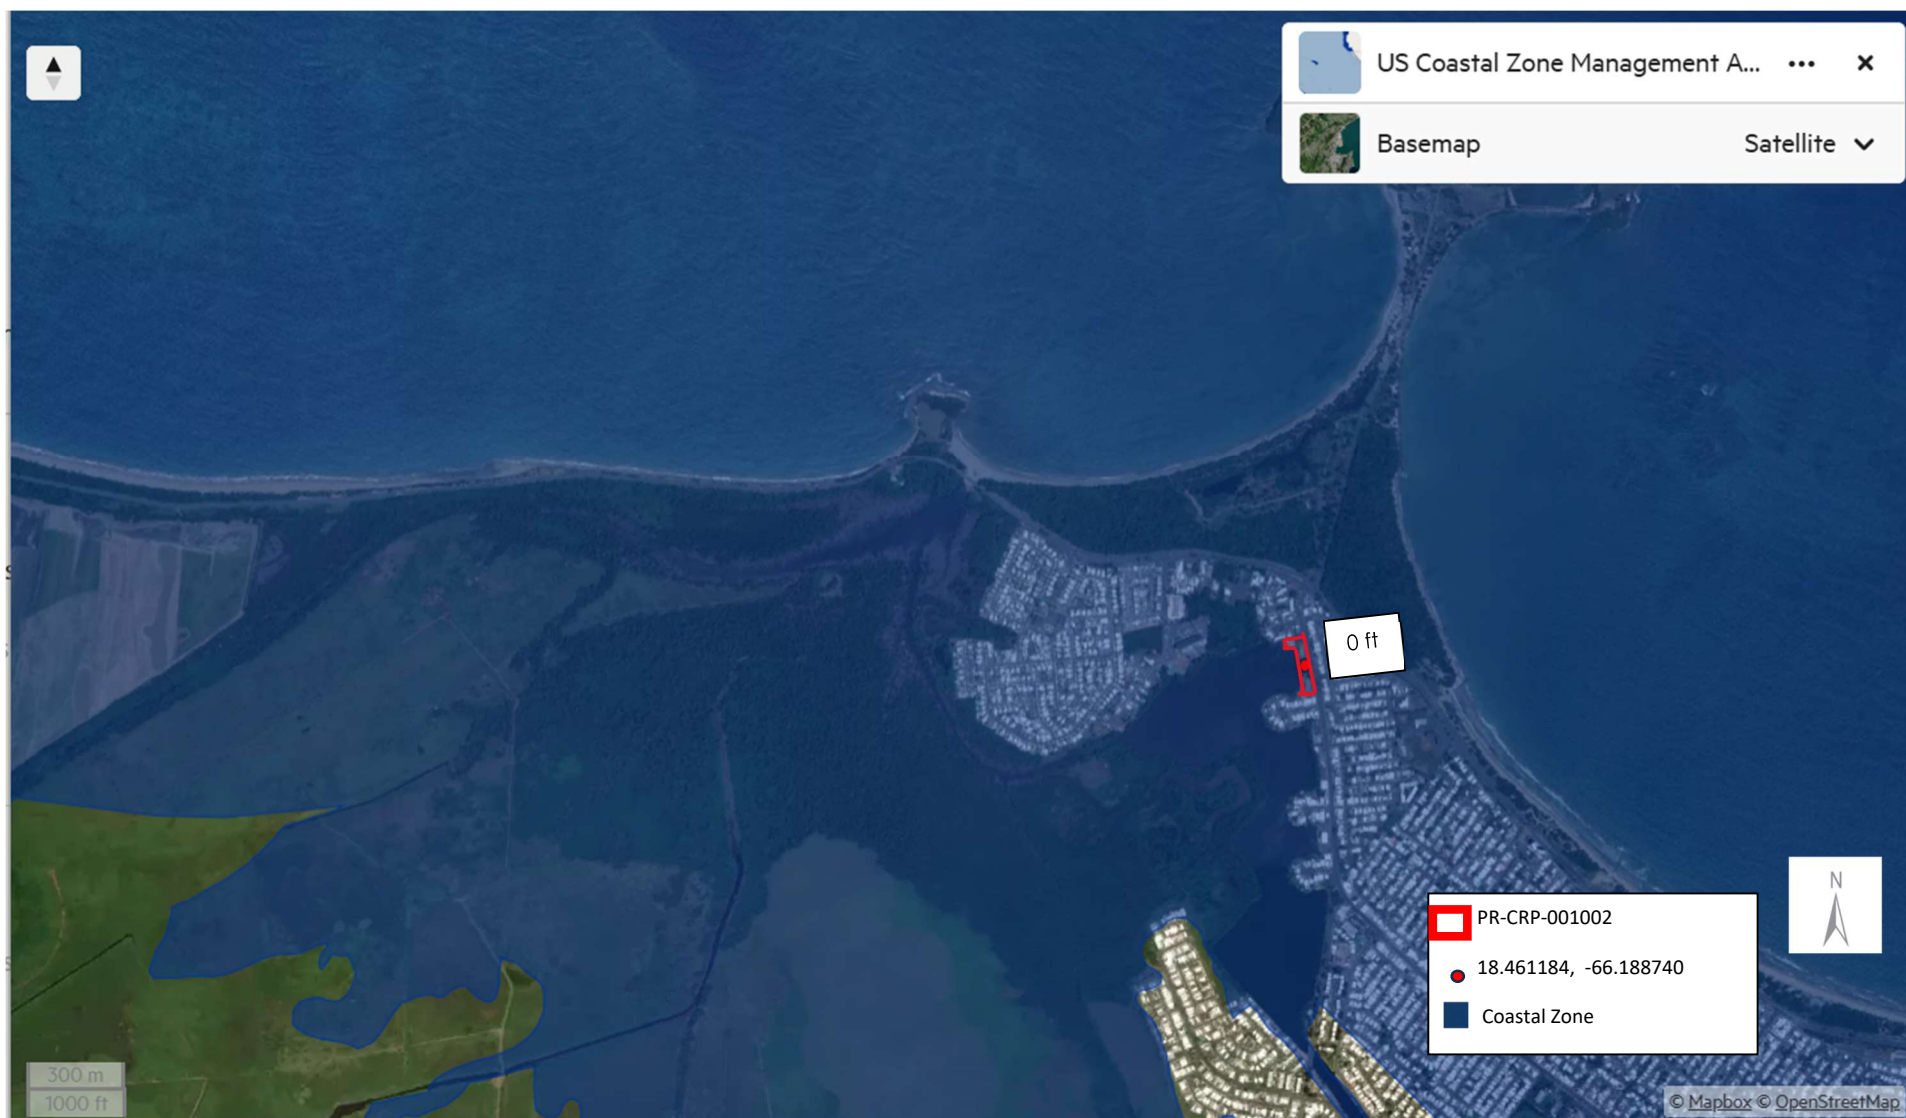 US Coastal Zone Management A...
Basemap
Satellite
0 ft
PR-CRP-001002
18.461184, -66.188740
Coastal Zone
N
300 m
1000 ft
© Mapbox © OpenStreetMap